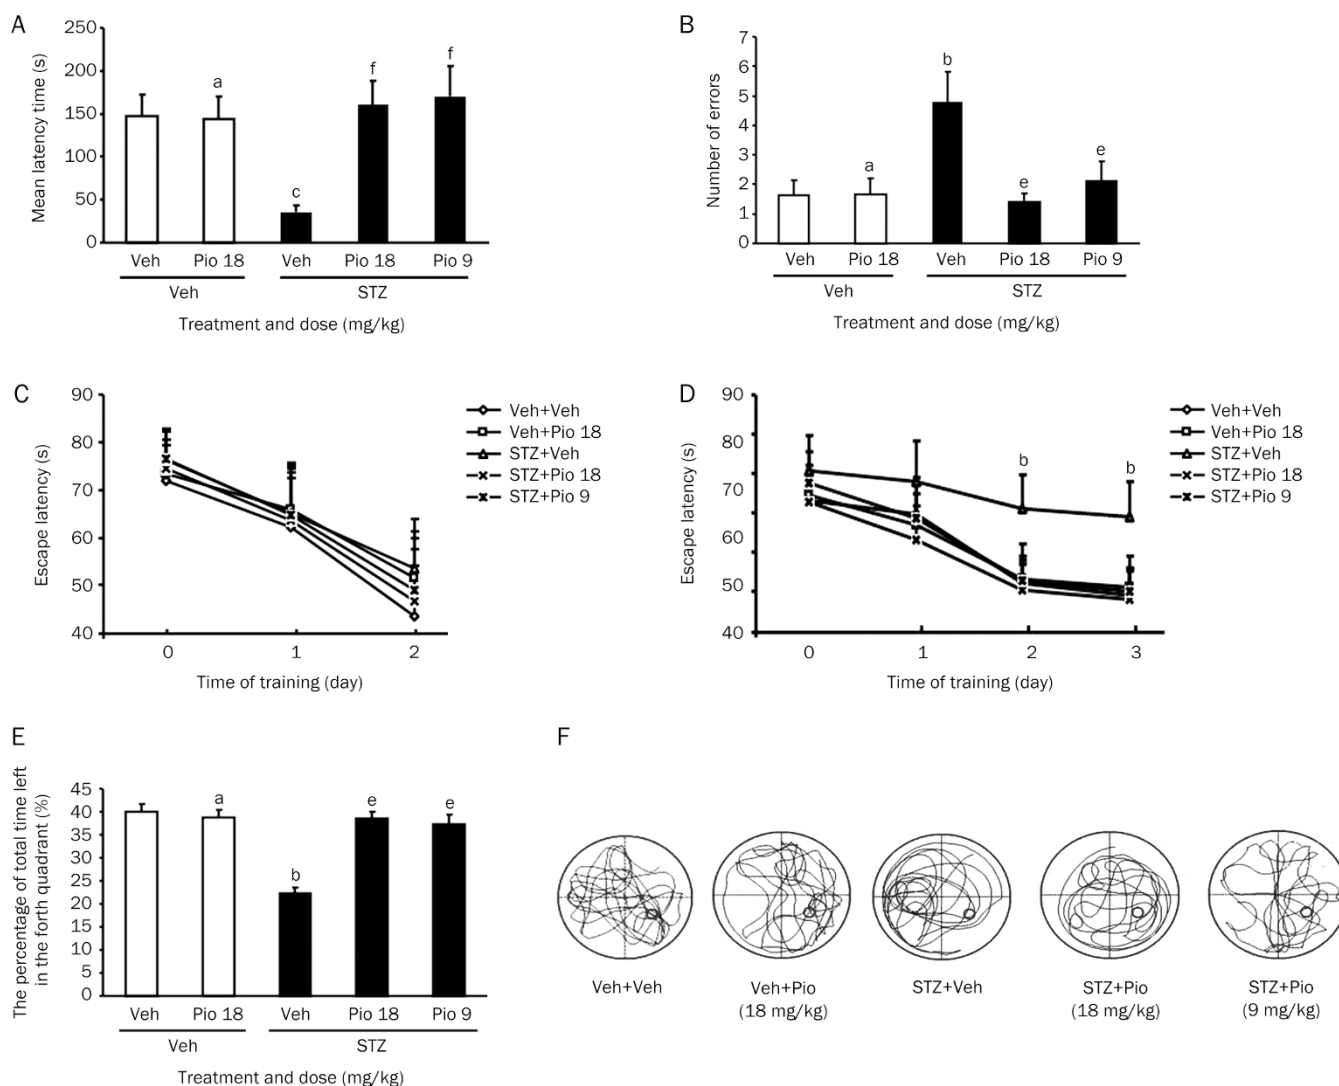 A
Mean latency time (s)
250
200
150
100
50
0
a
c
f
f
Veh
Pio 18
Veh
Pio 18
Pio 9
Veh
STZ
Treatment and dose (mg/kg)
B
Number of errors
7
6
5
4
3
2
1
0
a
b
e
e
Veh
Pio 18
Veh
Pio 18
Pio 9
Veh
STZ
Treatment and dose (mg/kg)
C
Escape latency (s)
90
80
70
60
50
40
0
1
2
Time of training (day)
Veh+Veh
Veh+Pio 18
STZ+Veh
STZ+Pio 18
STZ+Pio 9
D
Escape latency (s)
90
80
70
60
50
40
b
b
0
1
2
3
Time of training (day)
Veh+Veh
Veh+Pio 18
STZ+Veh
STZ+Pio 18
STZ+Pio 9
E
The percentage of total time left
in the forth quadrant (%)
45
40
35
30
25
20
15
10
5
0
a
b
e
e
Veh
Pio 18
Veh
Pio 18
Pio 9
Veh
STZ
Treatment and dose (mg/kg)
F
Veh+Veh
Veh+Pio
(18 mg/kg)
STZ+Veh
STZ+Pio
(18 mg/kg)
STZ+Pio
(9 mg/kg)